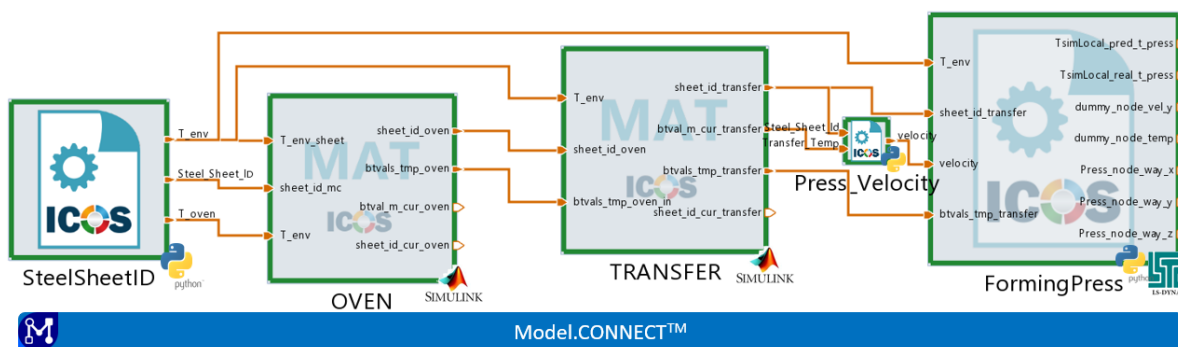 T_env
Steel_Sheet_ID
T_oven
ICOS
SteelSheetID
python
T_env_sheet
sheet_id_mc
T_env
sheet_id_oven
btvals_tmp_oven
btval_m_cur_oven
sheet_id_cur_oven
MAT
ICOS
OVEN
SIMULINK
T_env
sheet_id_oven
btvals_tmp_oven_in
sheet_id_transfer
btval_m_cur_transfer
btvals_tmp_transfer
sheet_id_cur_transfer
MAT
ICOS
TRANSFER
SIMULINK
Steel_Sheet_Id
Transfer_Temp
velocity
Press_Velocity
T_env
sheet_id_transfer
velocity
btvals_tmp_transfer
TsimLocal_pred_t_press
TsimLocal_real_t_press
dummy_node_vel_y
dummy_node_temp
Press_node_way_x
Press_node_way_y
Press_node_way_z
ICOS
FormingPress
python
LS-DYNA
Model.CONNECT™